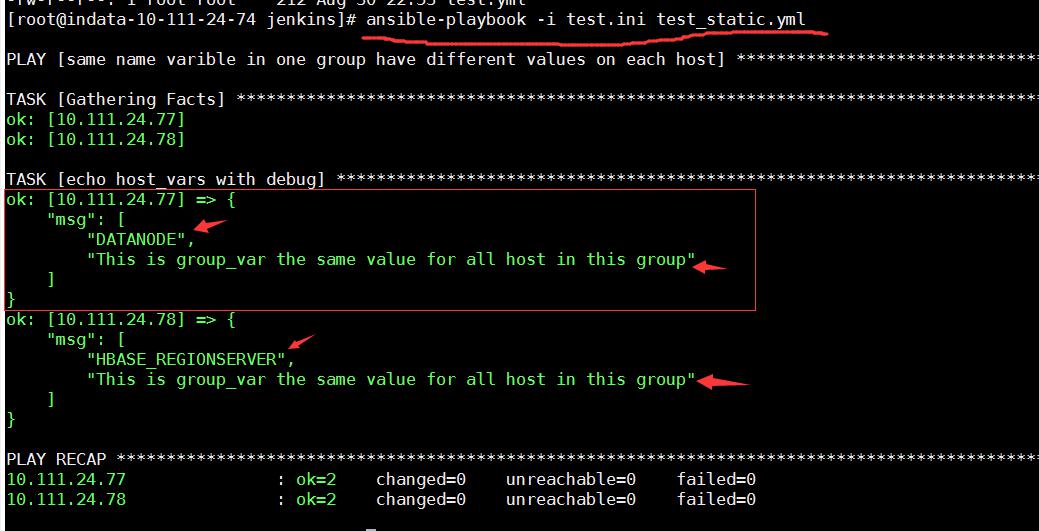 -rw-r--r--. 1 root root    212 Aug 30 22:55 test.yml
[root@indata-10-111-24-74 jenkins]# ansible-playbook -i test.ini test_static.yml
PLAY [same name varible in one group have different values on each host] *******************************
TASK [Gathering Facts] *********************************************************************************
ok: [10.111.24.77]
ok: [10.111.24.78]
TASK [echo host_vars with debug] ***********************************************************************
ok: [10.111.24.77] => {
    "msg": [
        "DATANODE",
        "This is group_var the same value for all host in this group"
    ]
}
ok: [10.111.24.78] => {
    "msg": [
        "HBASE_REGIONSERVER",
        "This is group_var the same value for all host in this group"
    ]
}
PLAY RECAP *********************************************************************************************
10.111.24.77               : ok=2    changed=0    unreachable=0    failed=0
10.111.24.78               : ok=2    changed=0    unreachable=0    failed=0